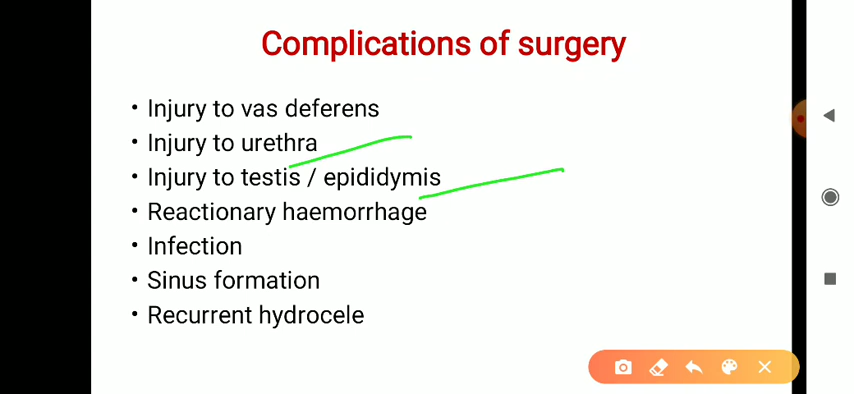 Complications of surgery
• Injury to vas deferens
• Injury to urethra
• Injury to testis / epididymis
• Reactionary haemorrhage
• Infection
• Sinus formation
• Recurrent hydrocele